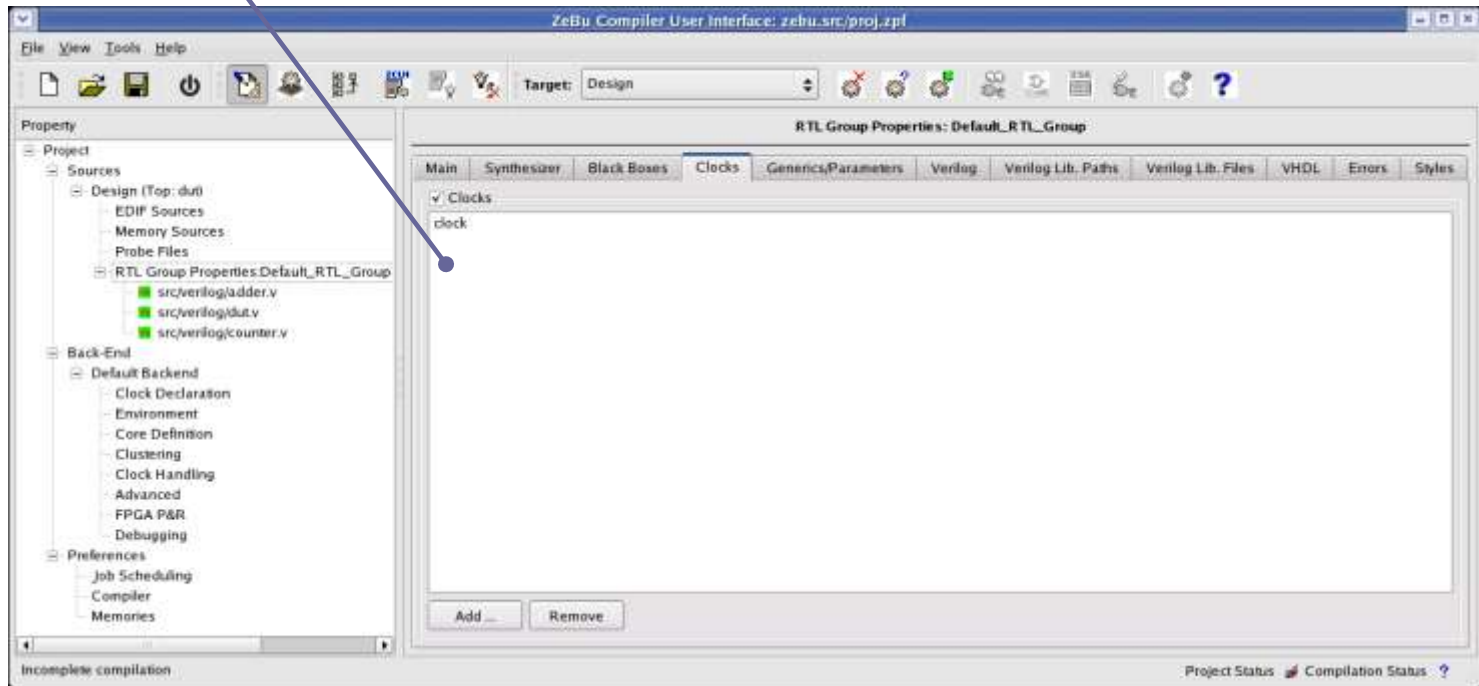 ZeBu Compiler User Interface: zebu.src/proj.zpf
File View Tools Help
Target: Design
Property
Project
Sources
Design (Top: dut)
EDIF Sources
Memory Sources
Probe Files
RTL Group Properties:Default_RTL_Group
src/verilog/adder.v
src/verilog/dut.v
src/verilog/counter.v
Back-End
Default Backend
Clock Declaration
Environment
Core Definition
Clustering
Clock Handling
Advanced
FPGA P&R
Debugging
Preferences
Job Scheduling
Compiler
Memories
RTL Group Properties: Default_RTL_Group
Main Synthesizer Black Boxes Clocks Generics/Parameters Verilog Verilog Lib. Paths Verilog Lib. Files VHDL Errors Styles
Clocks
clock
Add ... Remove
Incomplete compilation
Project Status Compilation Status ?